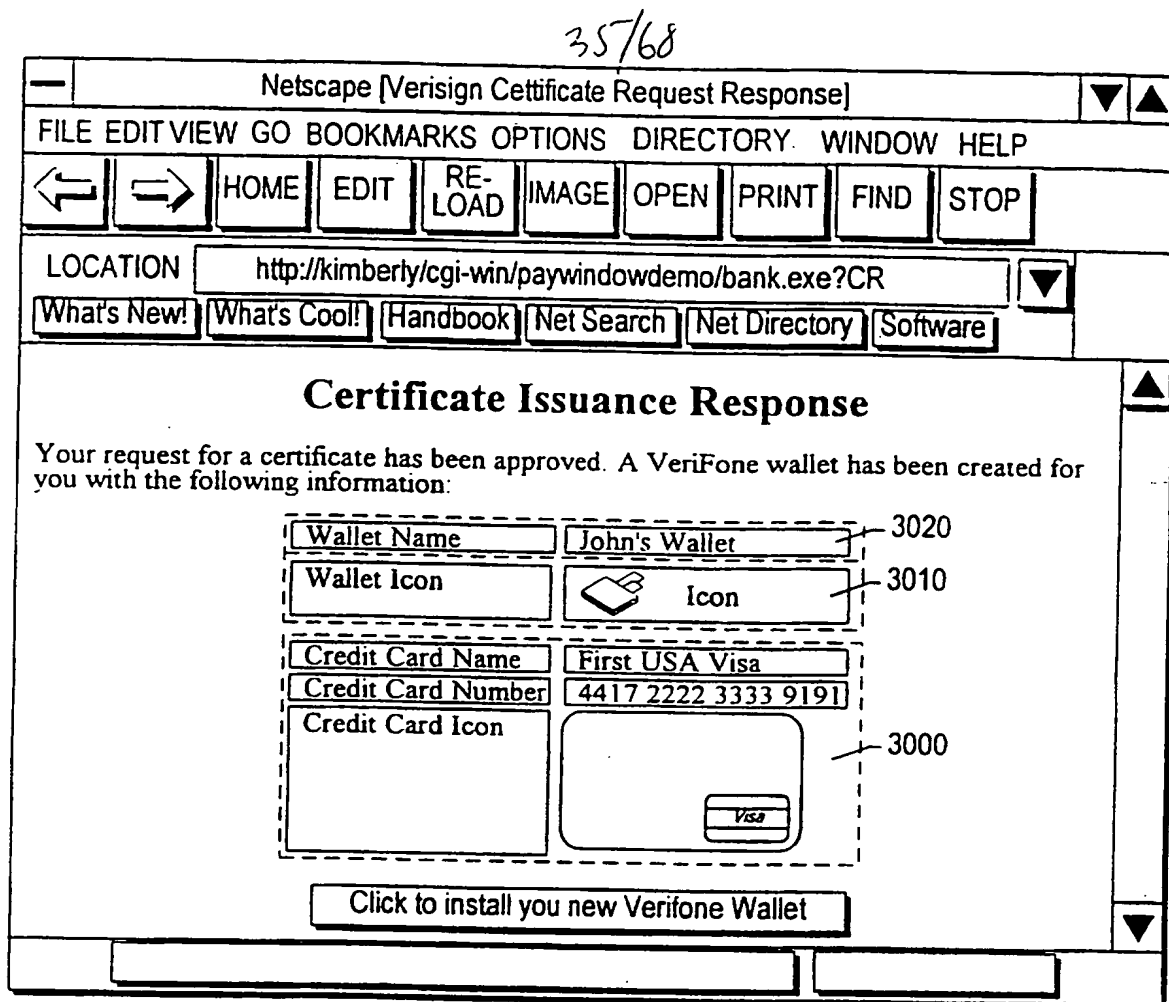 35/68
Netscape [Verisign Cettificate Request Response]
FILE EDIT VIEW GO BOOKMARKS OPTIONS DIRECTORY WINDOW HELP
HOME EDIT RE-LOAD IMAGE OPEN PRINT FIND STOP
LOCATION http://kimberly/cgi-win/paywindowdemo/bank.exe?CR
What's New! What's Cool! Handbook Net Search Net Directory Software
Certificate Issuance Response
Your request for a certificate has been approved. A VeriFone wallet has been created for
you with the following information:
Wallet Name John's Wallet 3020
Wallet Icon Icon 3010
Credit Card Name First USA Visa
Credit Card Number 4417 2222 3333 9191
Credit Card Icon 3000
Visa
Click to install you new Verifone Wallet